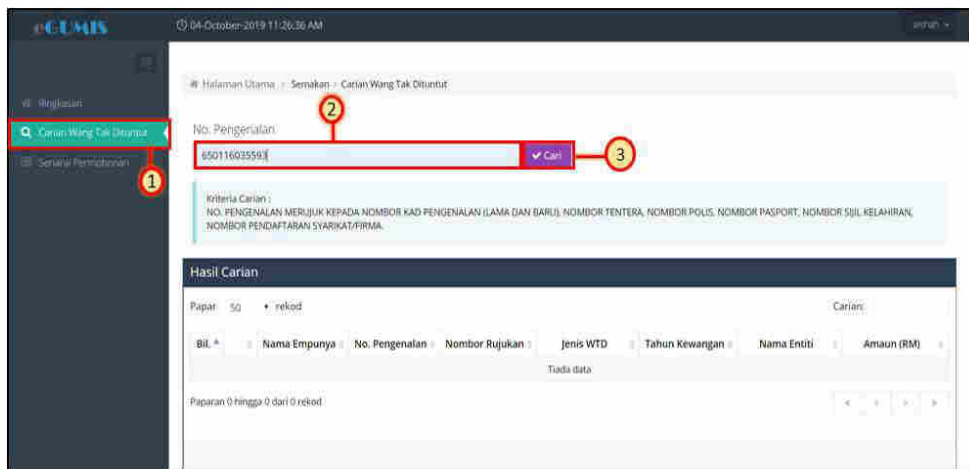 eGUMIS
04-October-2019 11:26:36 AM
Halaman Utama / Semakan / Carian Wang Tak Dituntut
Ringkasan
Carian Wang Tak Dituntut
Senarai Permohonan
1
2
No. Pengenalan
650116035593
Cari
3
Kriteria Carian :
NO. PENGENALAN MERUJUK KEPADA NOMBOR KAD PENGENALAN (LAMA DAN BARU), NOMBOR TENTERA, NOMBOR POLIS, NOMBOR PASPORT, NOMBOR SIJIL KELAHIRAN,
NOMBOR PENDAFTARAN SYARIKAT/FIRMA.
Hasil Carian
Papar 50 rekod
Carian:
Bil. Nama Empunya No. Pengenalan Nombor Rujukan Jenis WTD Tahun Kewangan Nama Entiti Amaun (RM)
Tiada data
Paparan 0 hingga 0 dari 0 rekod